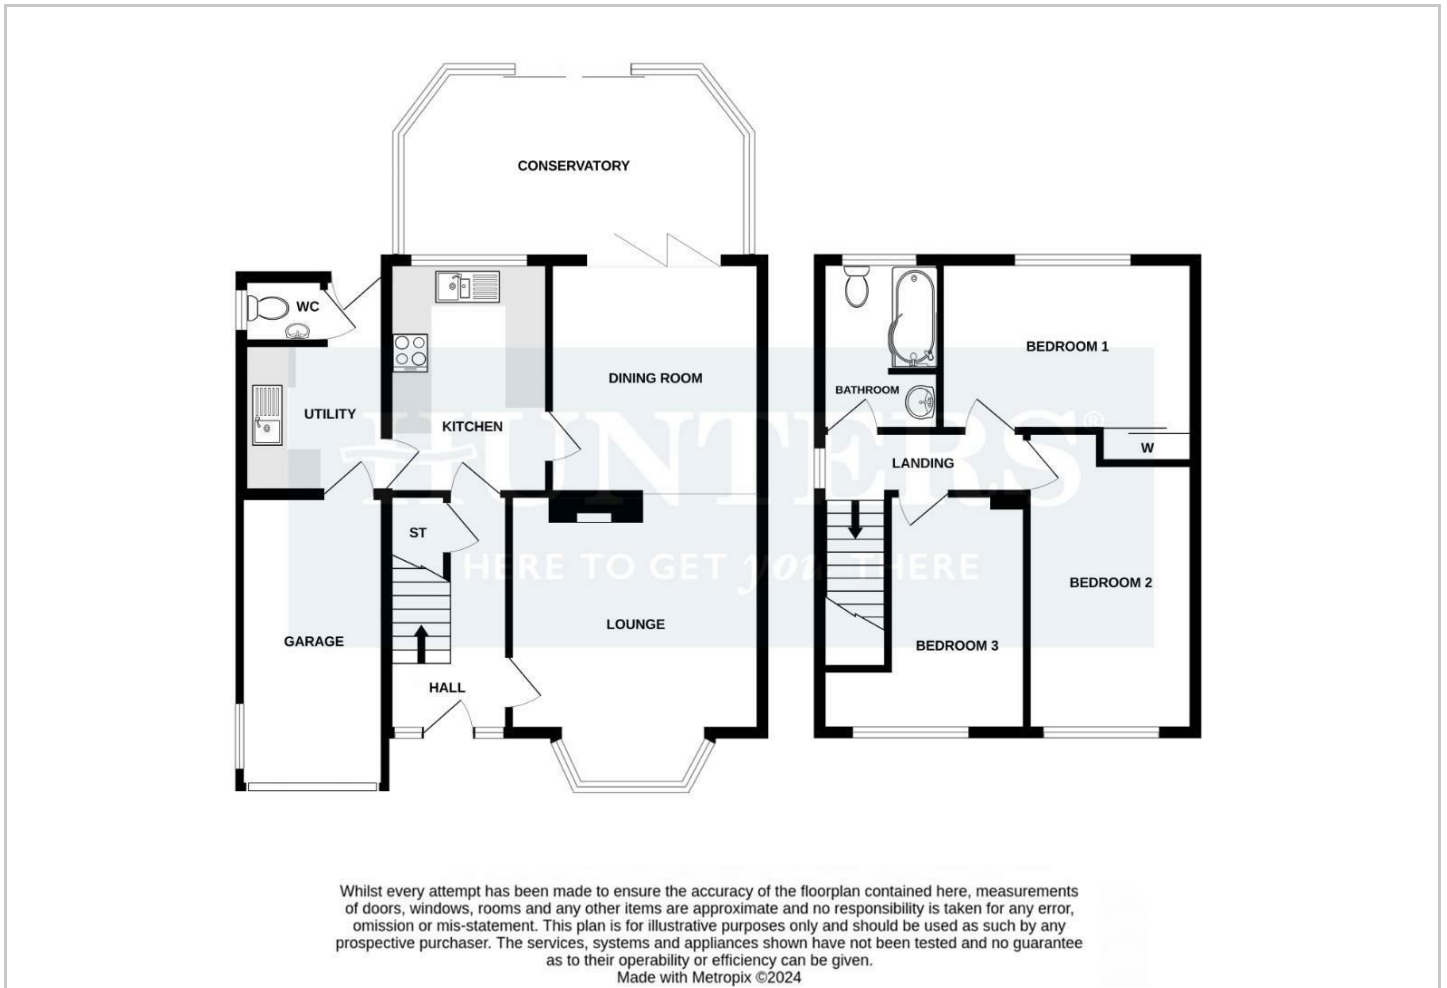 CONSERVATORY
WC
UTILITY
KITCHEN
DINING ROOM
ST
GARAGE
HALL
LOUNGE
BATHROOM
BEDROOM 1
W
LANDING
BEDROOM 2
BEDROOM 3
HUNTERS®
HERE TO GET you THERE
Whilst every attempt has been made to ensure the accuracy of the floorplan contained here, measurements
of doors, windows, rooms and any other items are approximate and no responsibility is taken for any error,
omission or mis-statement. This plan is for illustrative purposes only and should be used as such by any
prospective purchaser. The services, systems and appliances shown have not been tested and no guarantee
as to their operability or efficiency can be given.
Made with Metropix ©2024